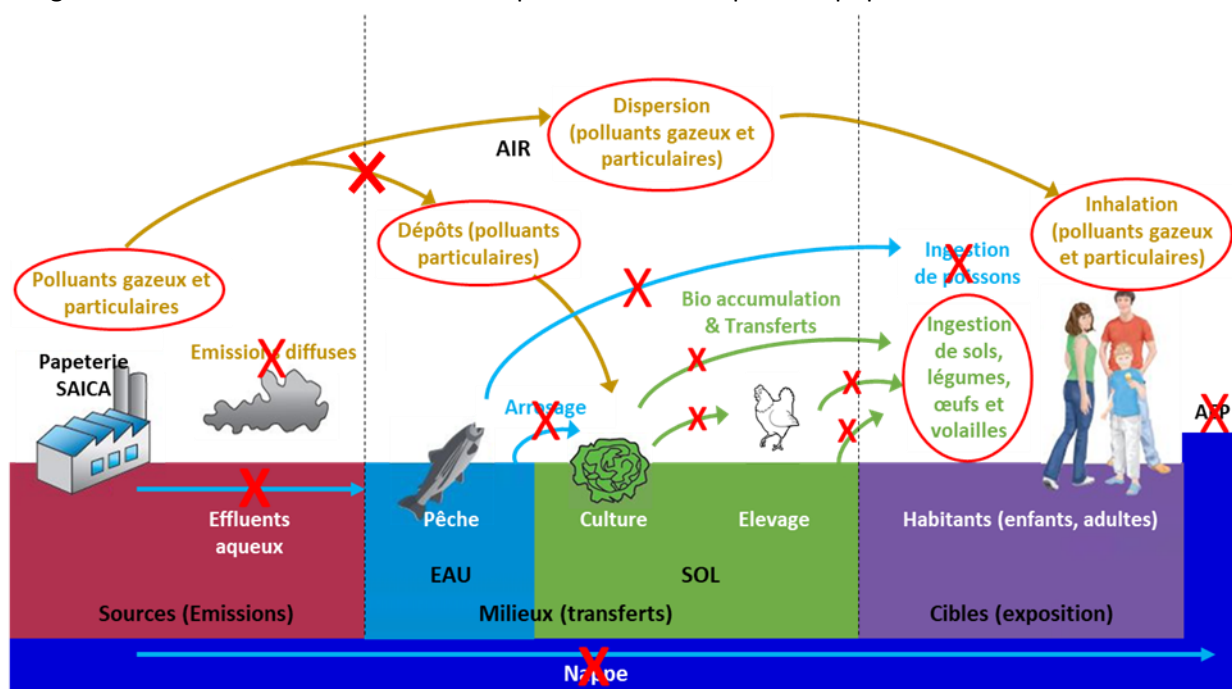 Dispersion
(polluants gazeux et
particulaires)
AIR
Inhalation
(polluants gazeux
et particulaires)
Dépôts (polluants
particulaires)
Ingestion
de poissons
Polluants gazeux et
particulaires
Bio accumulation
& Transferts
Ingestion
de sols,
légumes,
œufs et
volailles
Emissions diffuses
Papeterie
SAICA
Arrosage
AEP
Effluents
aqueux
Pêche
Culture
Elevage
Habitants (enfants, adultes)
EAU
SOL
Sources (Emissions)
Milieux (transferts)
Cibles (exposition)
Nappe